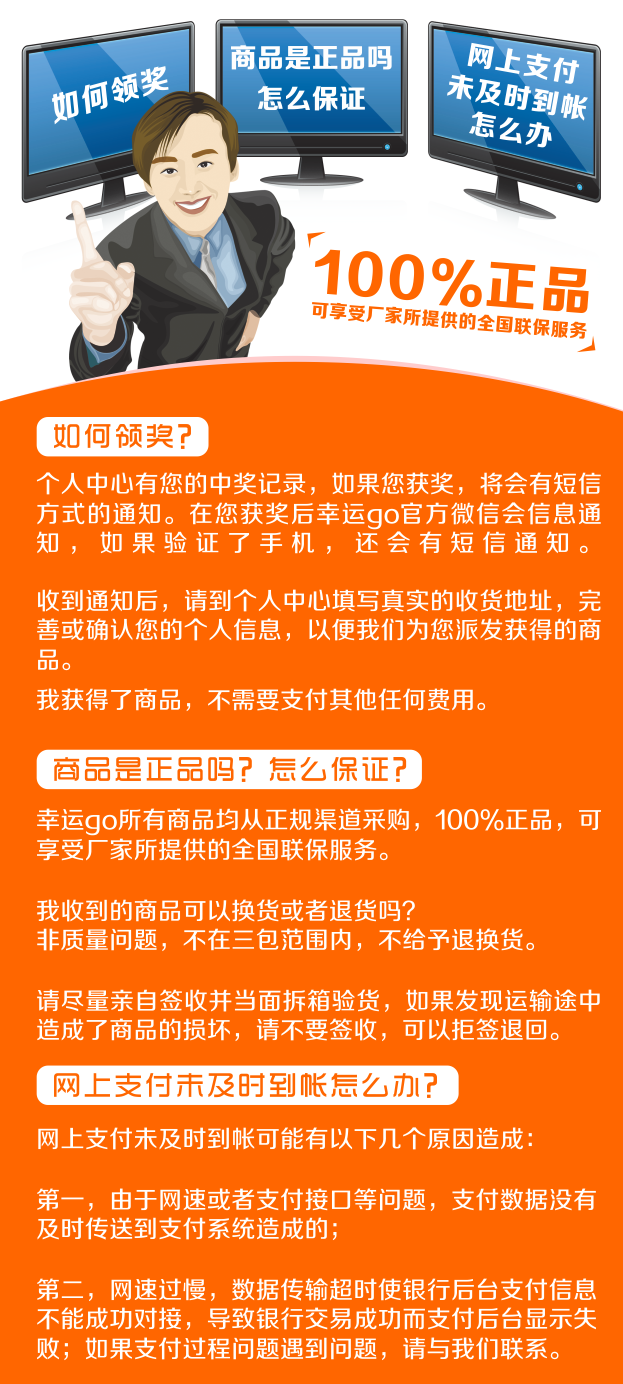 如何领奖
商品是正品吗
怎么保证
网上支付
未及时到帐
怎么办
100%正品
可享受厂家所提供的全国联保服务
如何领奖?
个人中心有您的中奖记录，如果您获奖，将会有短信
方式的通知。在您获奖后幸运go官方微信会信息通
知，如果验证了手机，还会有短信通知。
收到通知后，请到个人中心填写真实的收货地址，完
善或确认您的个人信息，以便我们为您派发获得的商
品。
我获得了商品，不需要支付其他任何费用。
商品是正品吗？怎么保证?
幸运go所有商品均从正规渠道采购，100%正品，可
享受厂家所提供的全国联保服务。
我收到的商品可以换货或者退货吗?
非质量问题，不在三包范围内，不给予退换货。
请尽量亲自签收并当面拆箱验货，如果发现运输途中
造成了商品的损坏，请不要签收，可以拒签退回。
网上支付未及时到帐怎么办?
网上支付未及时到帐可能有以下几个原因造成：
第一，由于网速或者支付接口等问题，支付数据没有
及时传送到支付系统造成的；
第二，网速过慢，数据传输超时使银行后台支付信息
不能成功对接，导致银行交易成功而支付后台显示失
败；如果支付过程问题遇到问题，请与我们联系。